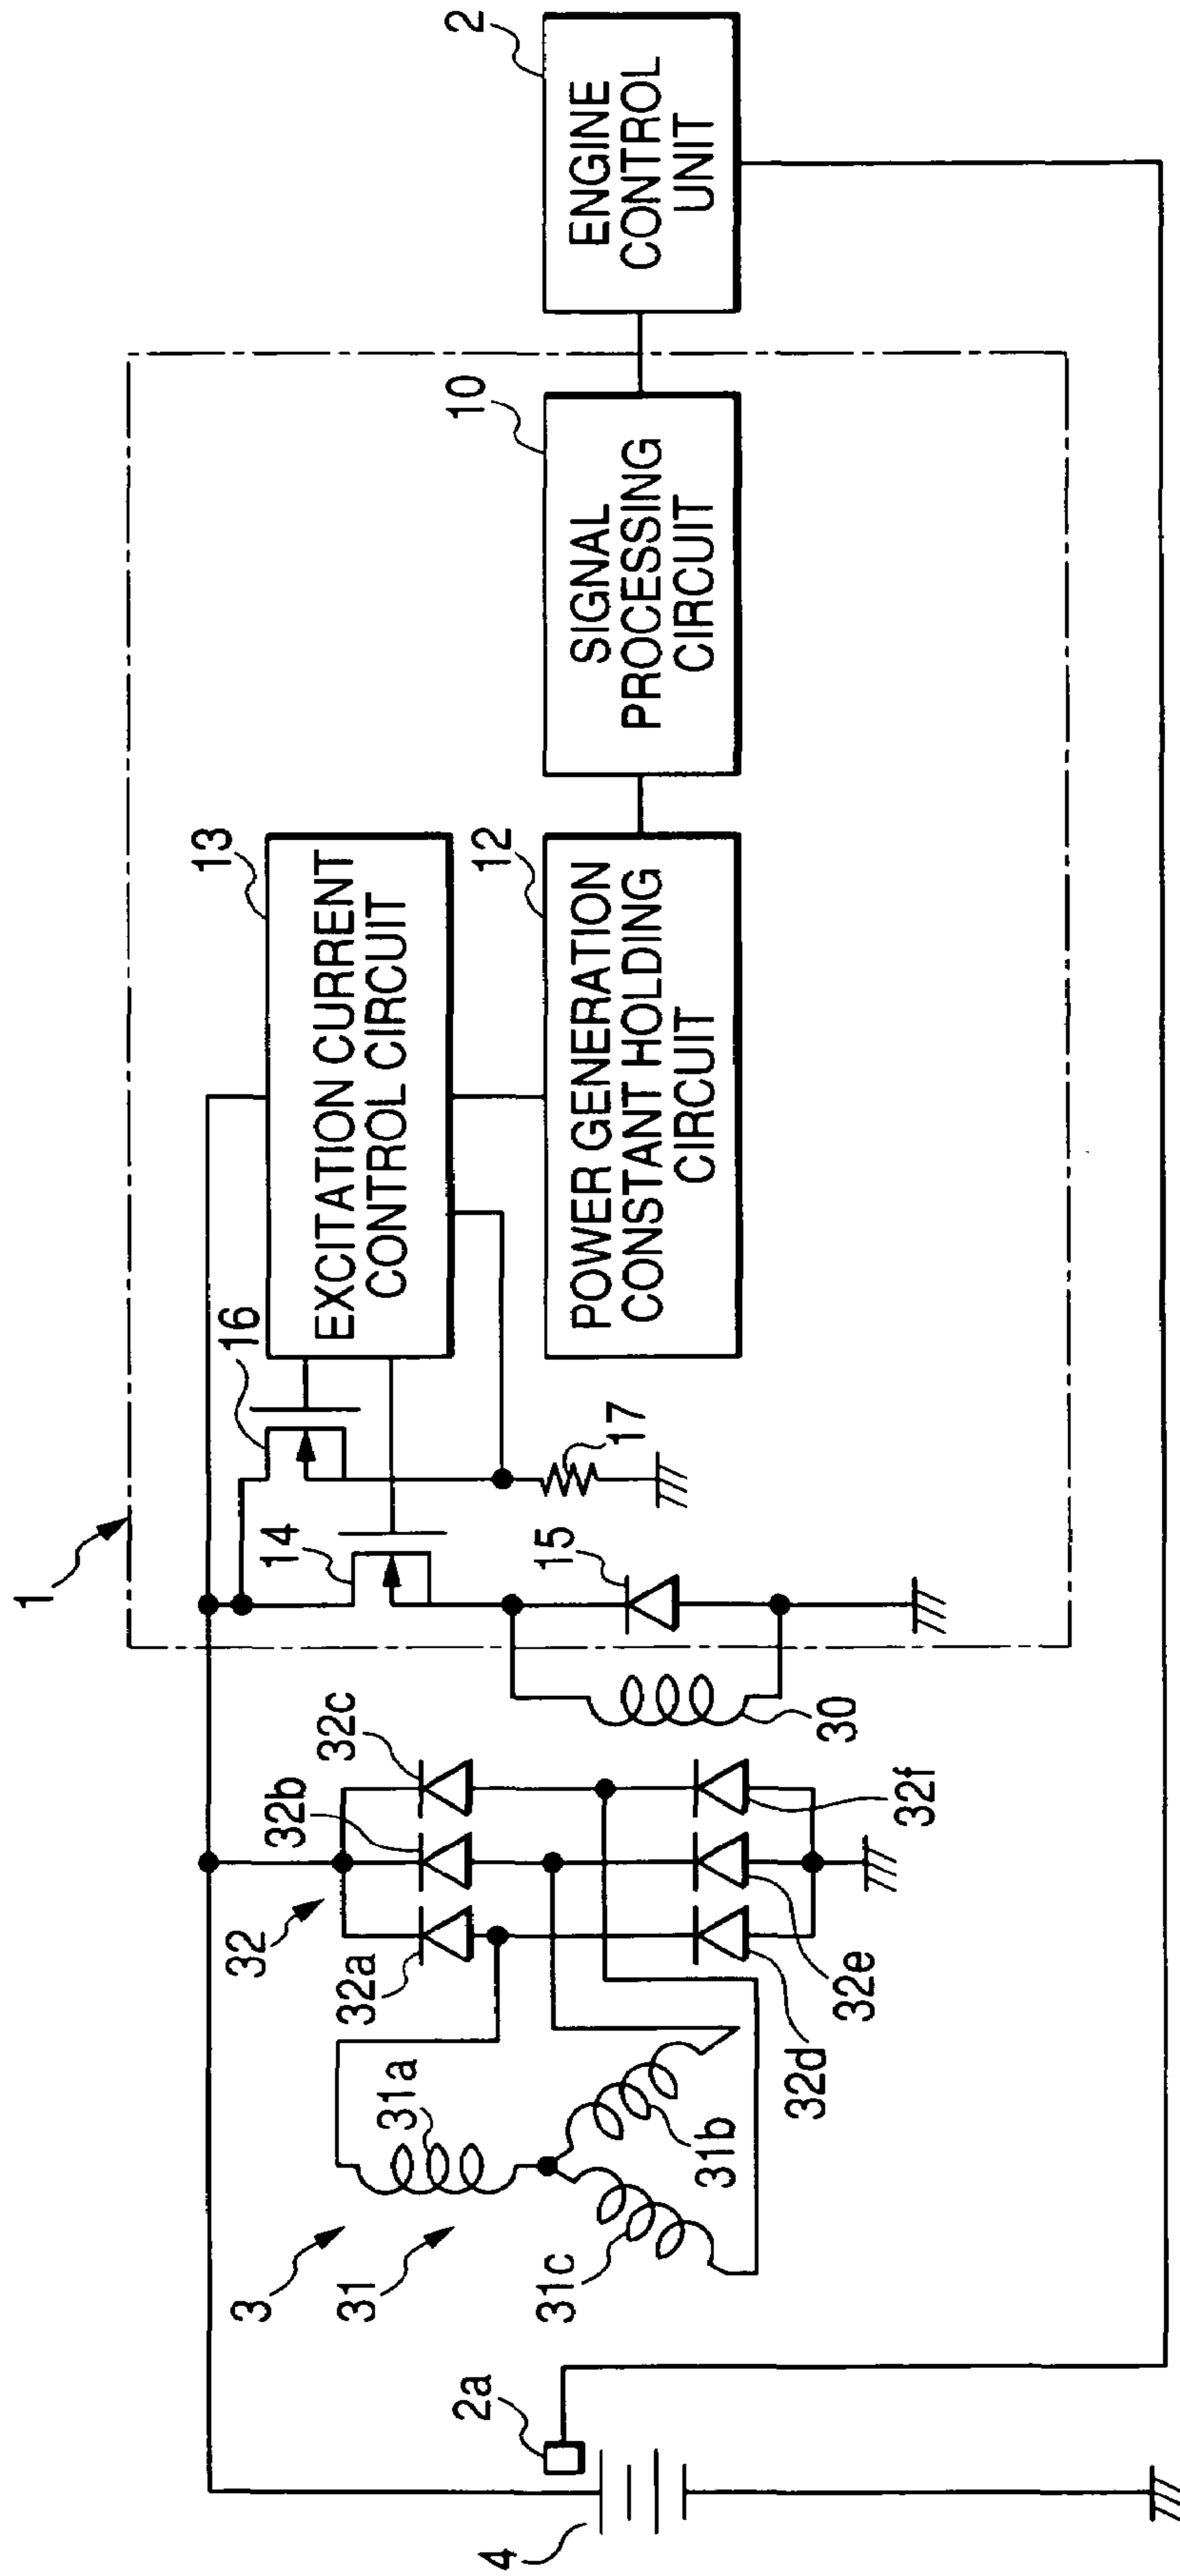 1
3
31
31a
31b
31c
32
32a
32b
32c
32d
32e
32f
30
2a
4
14
15
16
17
13
EXCITATION CURRENT
CONTROL CIRCUIT
12
POWER GENERATION
CONSTANT HOLDING
CIRCUIT
10
SIGNAL
PROCESSING
CIRCUIT
2
ENGINE
CONTROL
UNIT